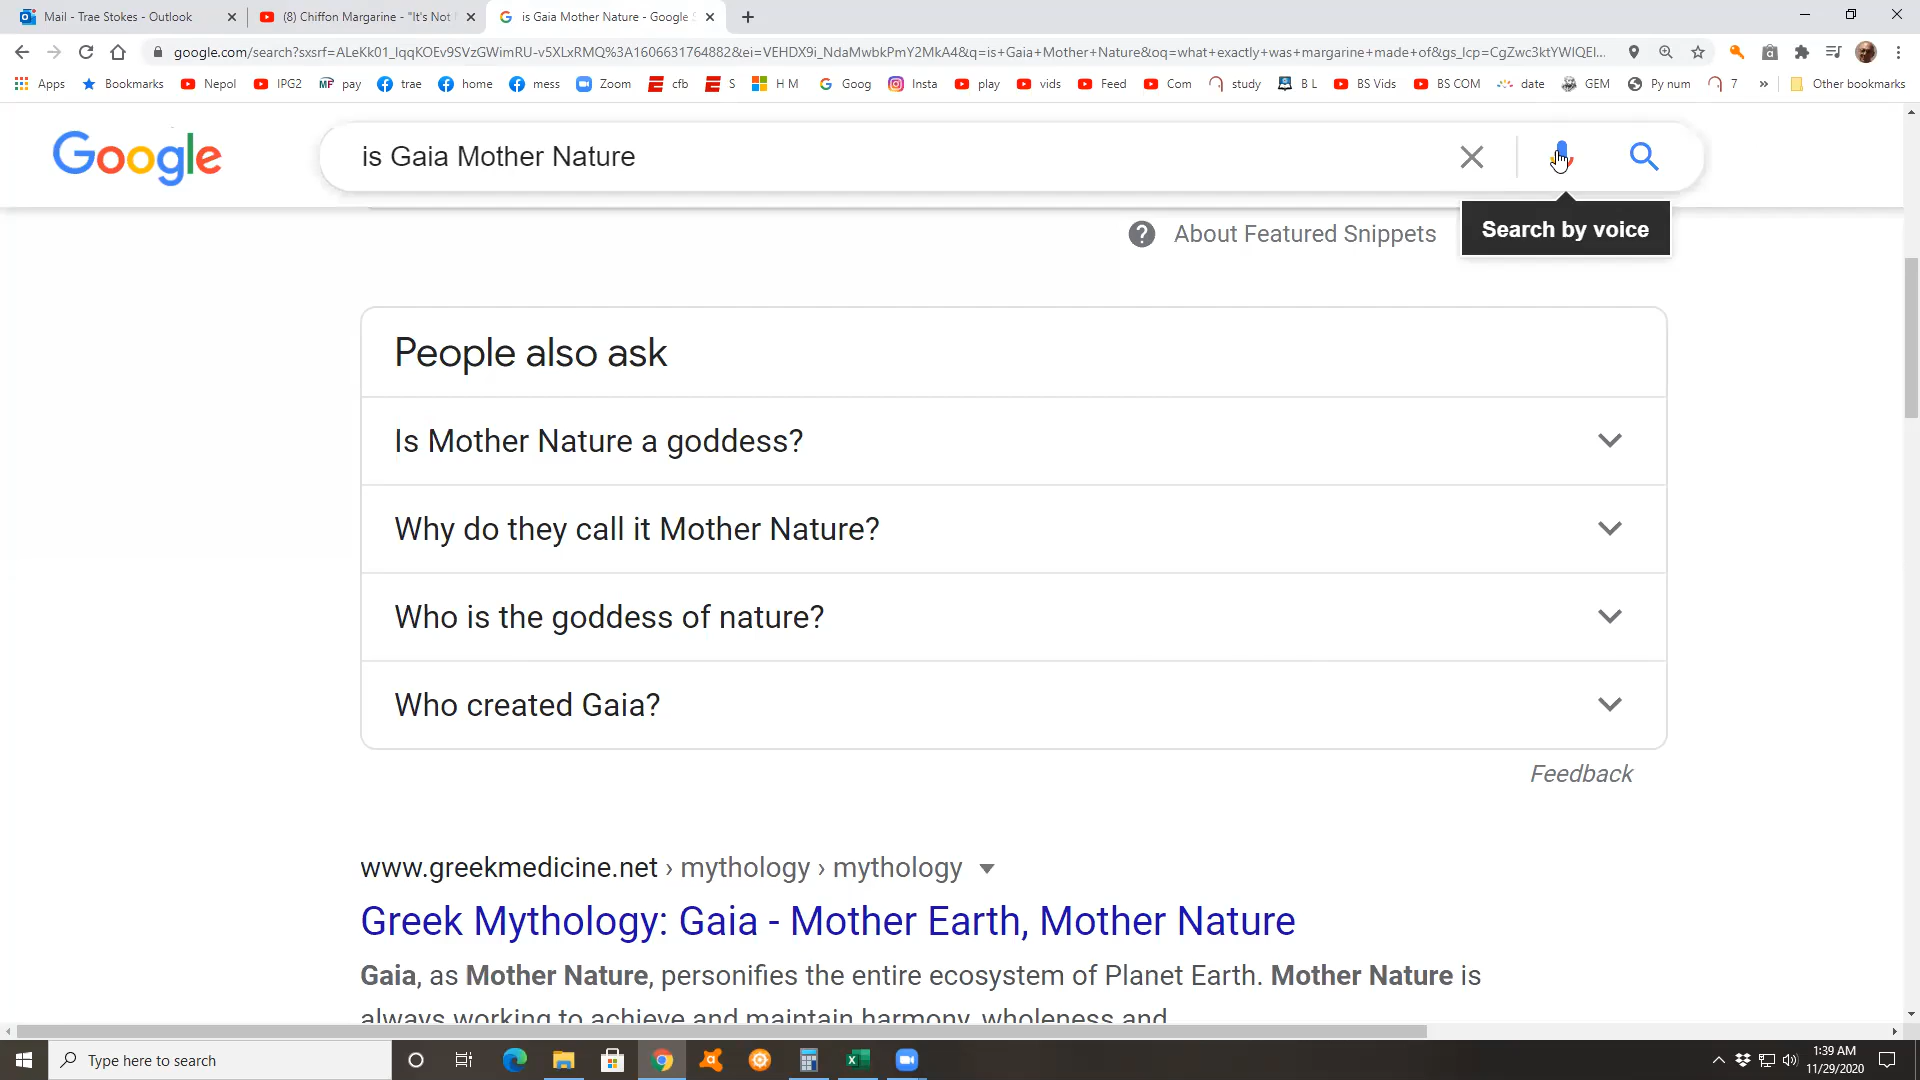 Mail - Trae Stokes - Outlook
(8) Chiffon Margarine - "It's Not
is Gaia Mother Nature - Google
google.com/search?sxsrf=ALeKk01_lqqKOEv9SVzGWimRU-v5XLxRMQ%3A1606631764882&ei=VEHDX9i_NdaMwbkPmY2MkA4&q=is+Gaia+Mother+Nature&oq=what+exactly+was+margarine+made+of&gs_lcp=CgZwc3ktYWIQEl...
Apps Bookmarks Nepol IPG2 MF pay trae home mess Zoom cfb S H M Goog Insta play vids Feed Com study B L BS Vids BS COM date GEM Py num 7 » Other bookmarks
Google
is Gaia Mother Nature
Search by voice
About Featured Snippets
People also ask
Is Mother Nature a goddess?
Why do they call it Mother Nature?
Who is the goddess of nature?
Who created Gaia?
Feedback
www.greekmedicine.net › mythology › mythology
Greek Mythology: Gaia - Mother Earth, Mother Nature
Gaia, as Mother Nature, personifies the entire ecosystem of Planet Earth. Mother Nature is
always working to achieve and maintain harmony, wholeness and
Type here to search
1:39 AM
11/29/2020